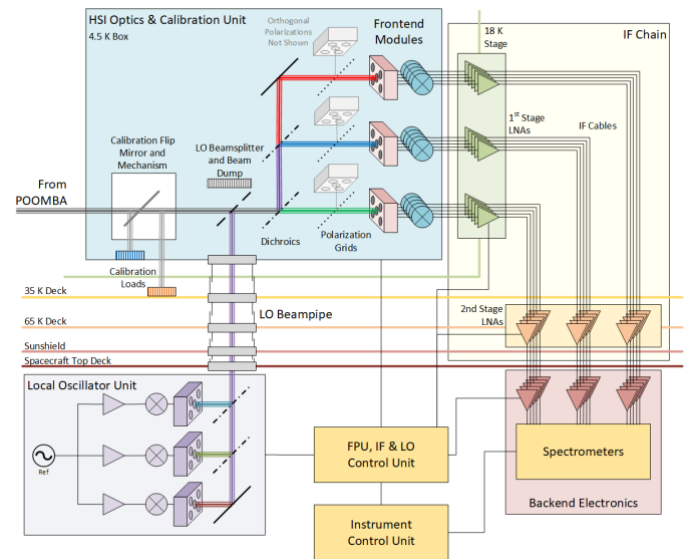 HSI Optics & Calibration Unit
4.5 K Box
Orthogonal
Polarizations
Not Shown
Frontend
Modules
18 K
Stage
IF Chain
1st Stage
LNAs
IF Cables
Calibration Flip
Mirror and
Mechanism
LO Beamsplitter
and Beam
Dump
From
POOMBA
Dichroics
Polarization
Grids
Calibration
Loads
35 K Deck
LO Beampipe
2nd Stage
LNAs
65 K Deck
Sunshield
Spacecraft Top Deck
Local Oscillator Unit
Ref
FPU, IF & LO
Control Unit
Spectrometers
Backend Electronics
Instrument
Control Unit